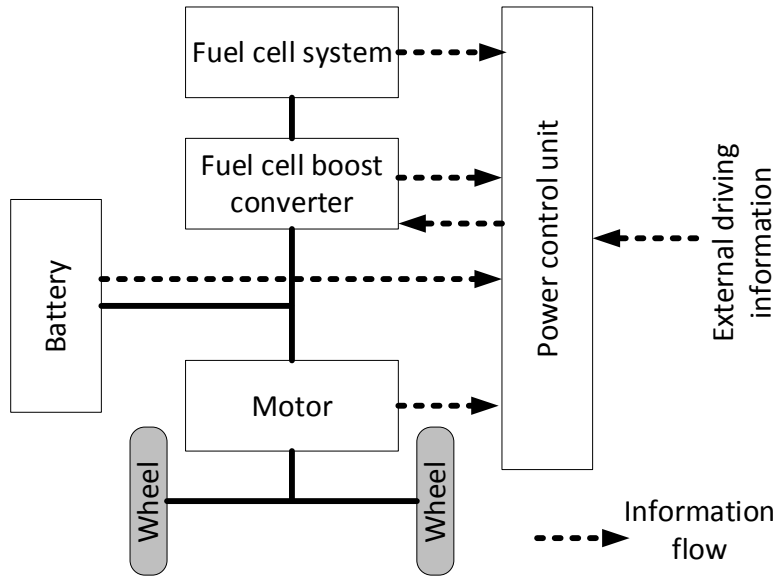 Fuel cell system
Fuel cell boost
converter
Battery
Motor
Wheel
Wheel
Power control unit
External driving
information
Information
flow